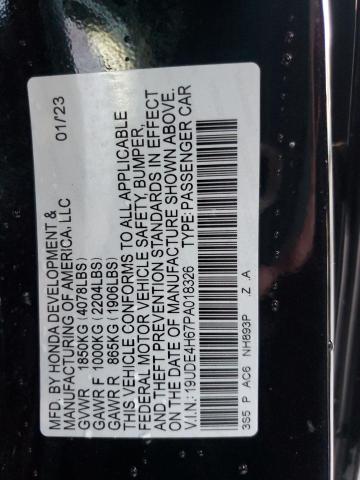 MFD. BY HONDA DEVELOPMENT &
MANUFACTURING OF AMERICA, LLC 01/23
GVWR 1850KG (4078LBS)
GAWR F 1000KG (2204LBS)
GAWR R 865KG (1906LBS)
THIS VEHICLE CONFORMS TO ALL APPLICABLE
FEDERAL MOTOR VEHICLE SAFETY, BUMPER,
AND THEFT PREVENTION STANDARDS IN EFFECT
ON THE DATE OF MANUFACTURE SHOWN ABOVE.
V.I.N: 19UDE4H67PA018326 TYPE: PASSENGER CAR
3S5 P AC6 NH893P .Z .A